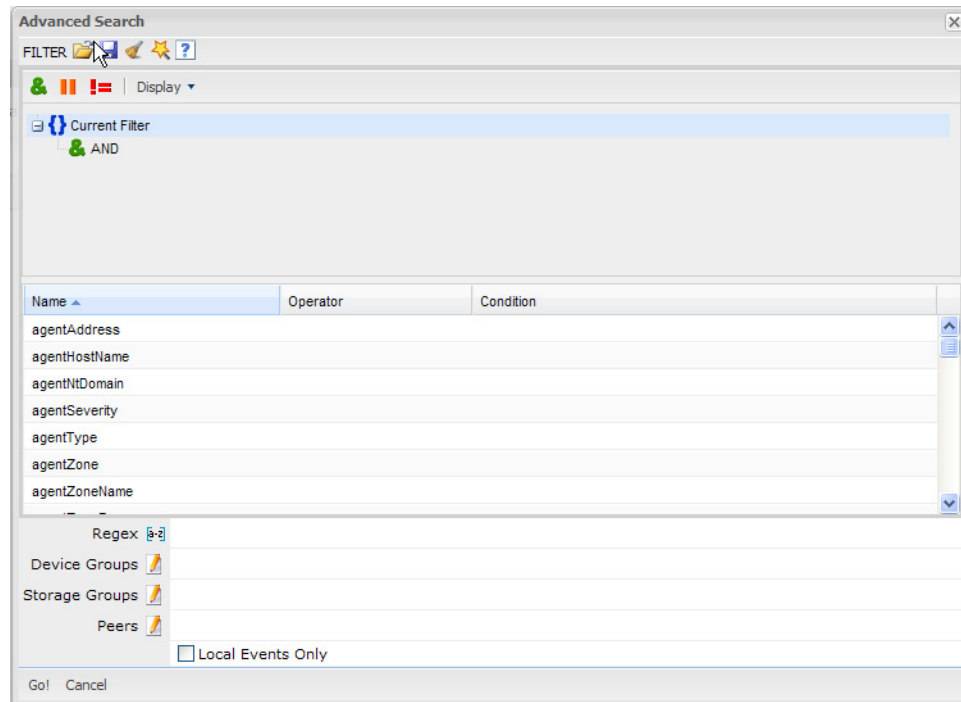 Advanced Search
FILTER ?
& != Display
{} Current Filter
& AND
Name Operator Condition
agentAddress
agentHostName
agentNtDomain
agentSeverity
agentType
agentZone
agentZoneName
Regex [a-z]
Device Groups
Storage Groups
Peers
Local Events Only
Go! Cancel